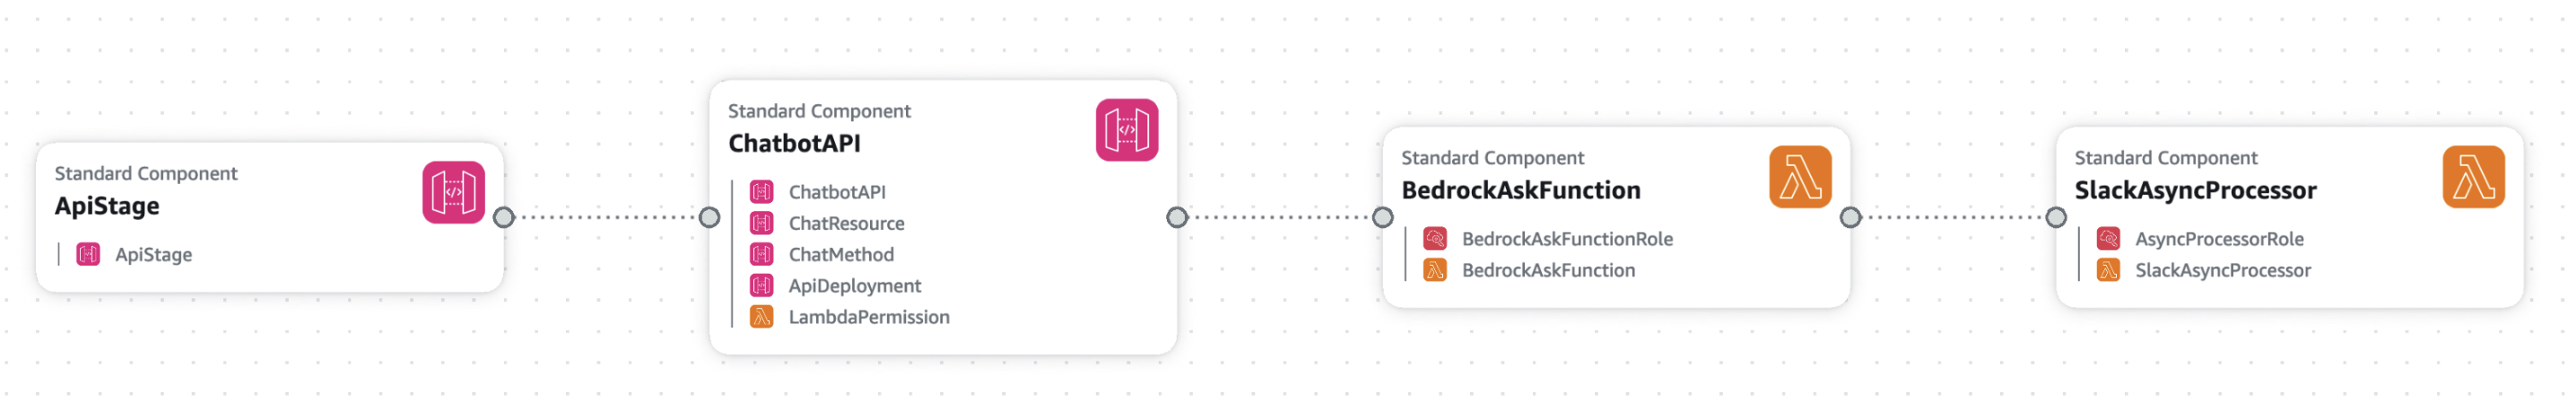 Standard Component
ApiStage
ApiStage
Standard Component
ChatbotAPI
ChatbotAPI
ChatResource
ChatMethod
ApiDeployment
LambdaPermission
Standard Component
BedrockAskFunction
BedrockAskFunctionRole
BedrockAskFunction
Standard Component
SlackAsyncProcessor
AsyncProcessorRole
SlackAsyncProcessor